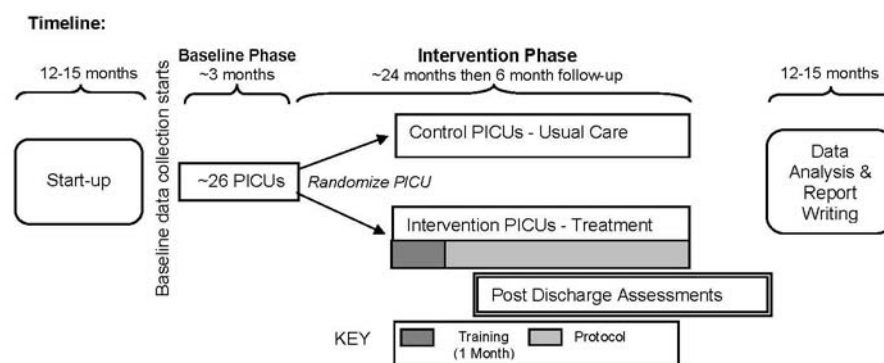 Timeline:
12-15 months
Baseline data collection starts
Baseline Phase
~3 months
Intervention Phase
~24 months then 6 month follow-up
12-15 months
Start-up
~26 PICUs
Randomize PICU
Control PICUs - Usual Care
Intervention PICUs - Treatment
Post Discharge Assessments
Data
Analysis &
Report
Writing
KEY
Training
(1 Month)
Protocol